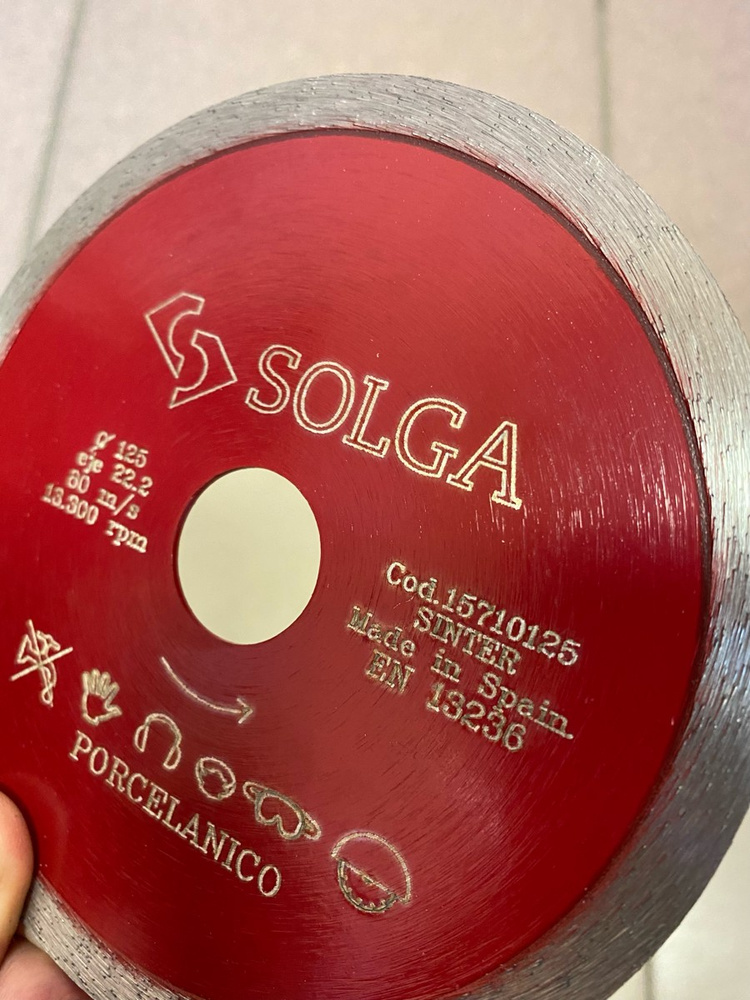 SOLGA
ø 125
eje 22.2
80 m/s
13.300 rpm
Cod.15710125
SINTER
Made in Spain.
EN 13236
PORCELANICO